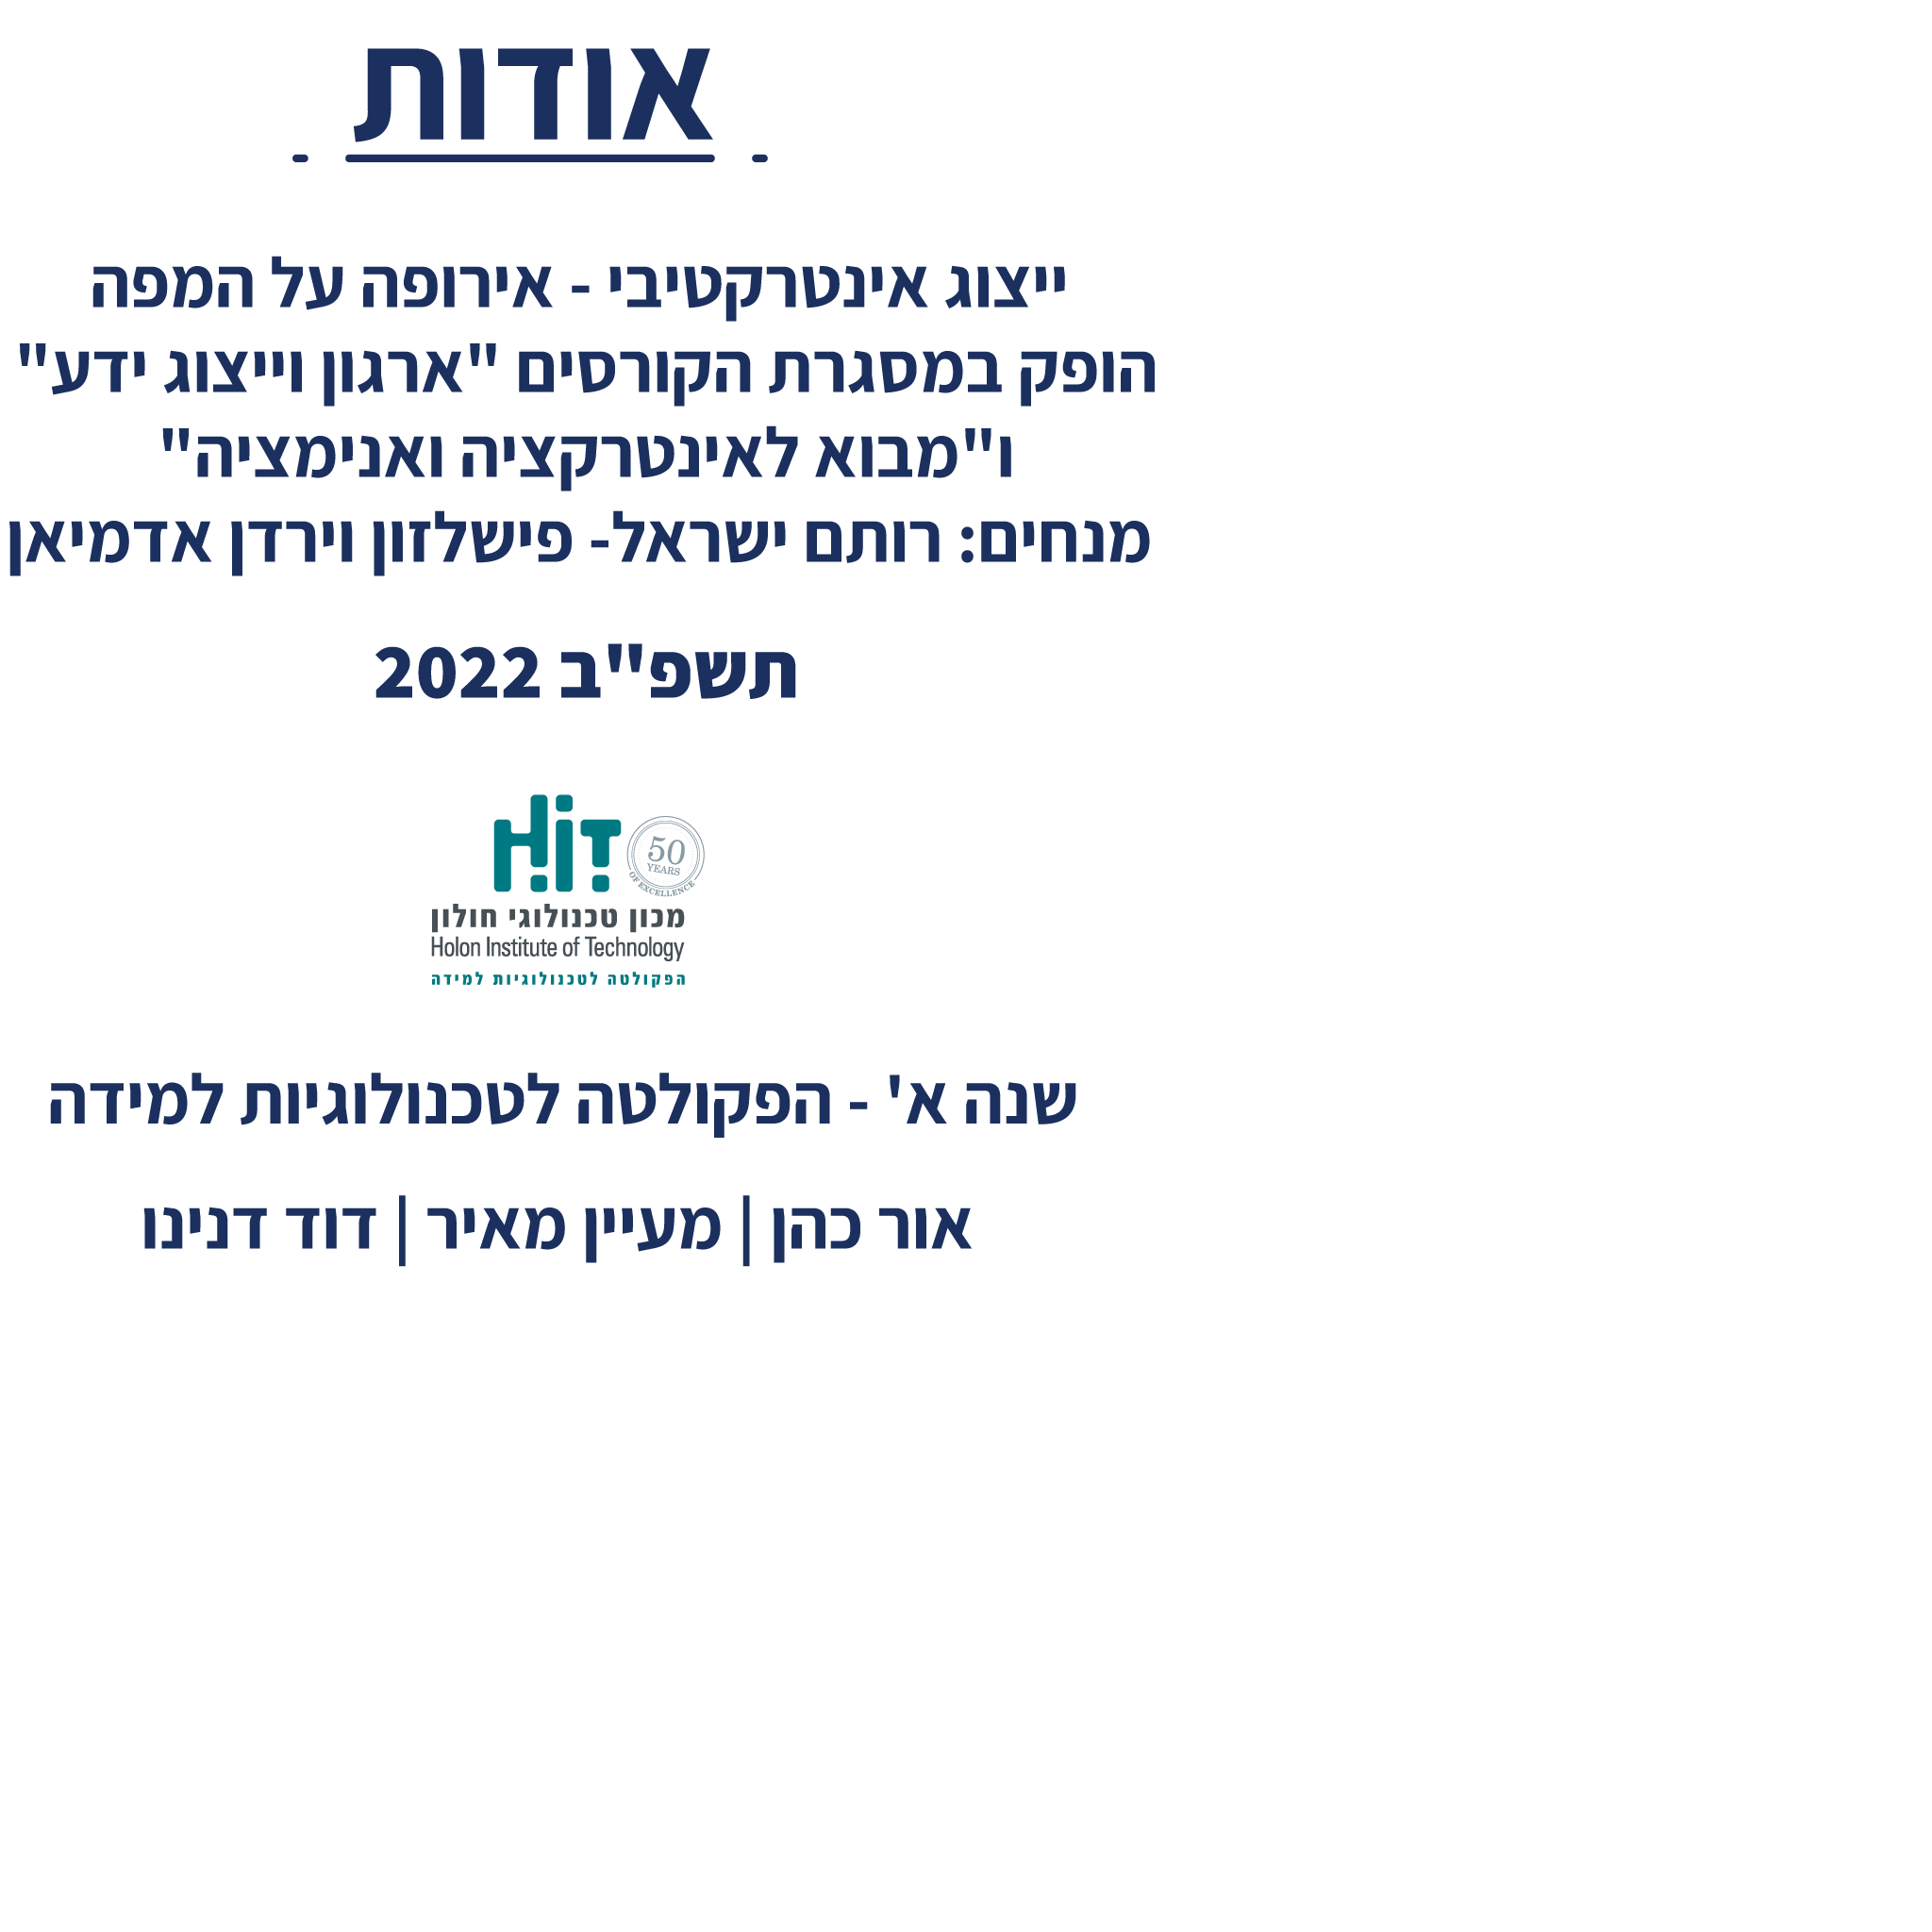 אודות
ייצוג אינטרקטיבי - אירופה על המפה
הופק במסגרת הקורסים "ארגון וייצוג ידע"
ו"מבוא לאינטרקציה ואנימציה"
מנחים: רותם ישראל- פישלזון וירדן אדמיאן
תשפ"ב 2022
HiT
50
YEARS
OF EXCELLENCE
מכון טכנולוגי חולון
Holon Institute of Technology
הפקולטה לטכנולוגיות למידה
שנה א' - הפקולטה לטכנולוגיות למידה
אור כהן | מעיין מאיר | דוד דנינו